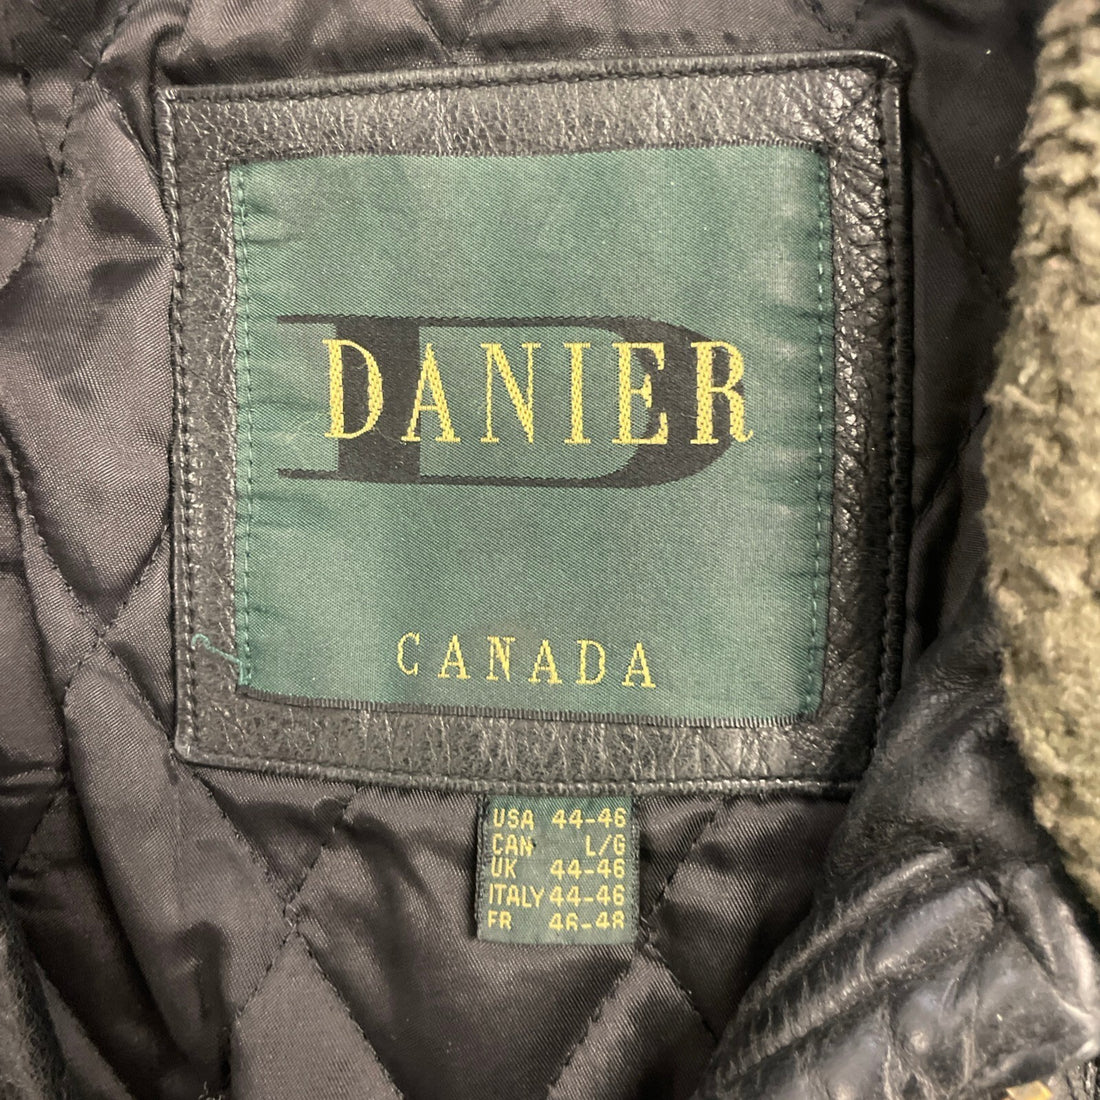 D
DANIER
CANADA
USA 44-46
CAN L/G
UK 44-46
ITALY 44-46
FR 46-48